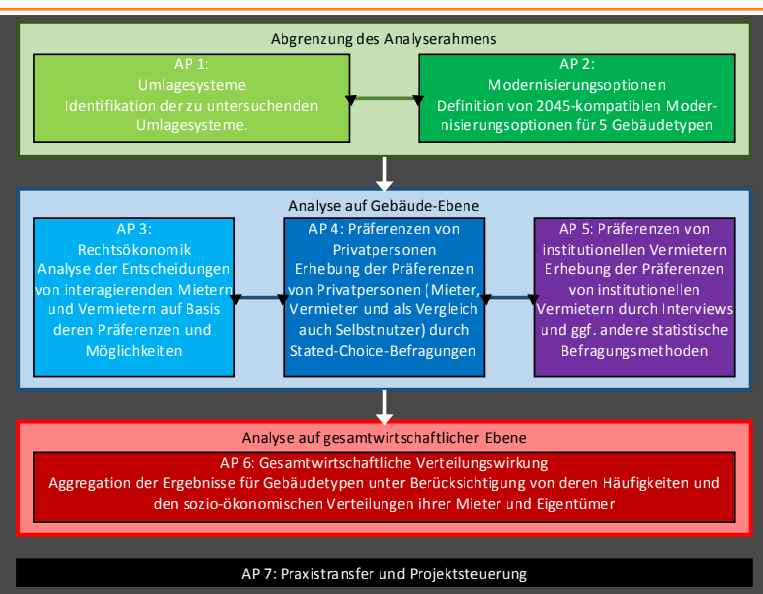 Abgrenzung des Analyserahmens
AP 1:
Umlagesysteme
Identifikation der zu untersuchenden
Umlagesysteme.
AP 2:
Modernisierungsoptionen
Definition von 2045-kompatiblen Moder-
nisierungsoptionen für 5 Gebäudetypen
Analyse auf Gebäude-Ebene
AP 3:
Rechtsökonomik
Analyse der Entscheidungen
von interagierenden Mietern
und Vermietern auf Basis
deren Präferenzen und
Möglichkeiten
AP 4: Präferenzen von
Privatpersonen
Erhebung der Präferenzen
von Privatpersonen (Mieter,
Vermieter und als Vergleich
auch Selbstnutzer) durch
Stated-Choice-Befragungen
AP 5: Präferenzen von
institutionellen Vermietern
Erhebung der Präferenzen
von institutionellen
Vermietern durch Interviews
und ggf. andere statistische
Befragungsmethoden
Analyse auf gesamtwirtschaftlicher Ebene
AP 6: Gesamtwirtschaftliche Verteilungswirkung
Aggregation der Ergebnisse für Gebäudetypen unter Berücksichtigung von deren Häufigkeiten und
den sozio-ökonomischen Verteilungen ihrer Mieter und Eigentümer
AP 7: Praxistransfer und Projektsteuerung